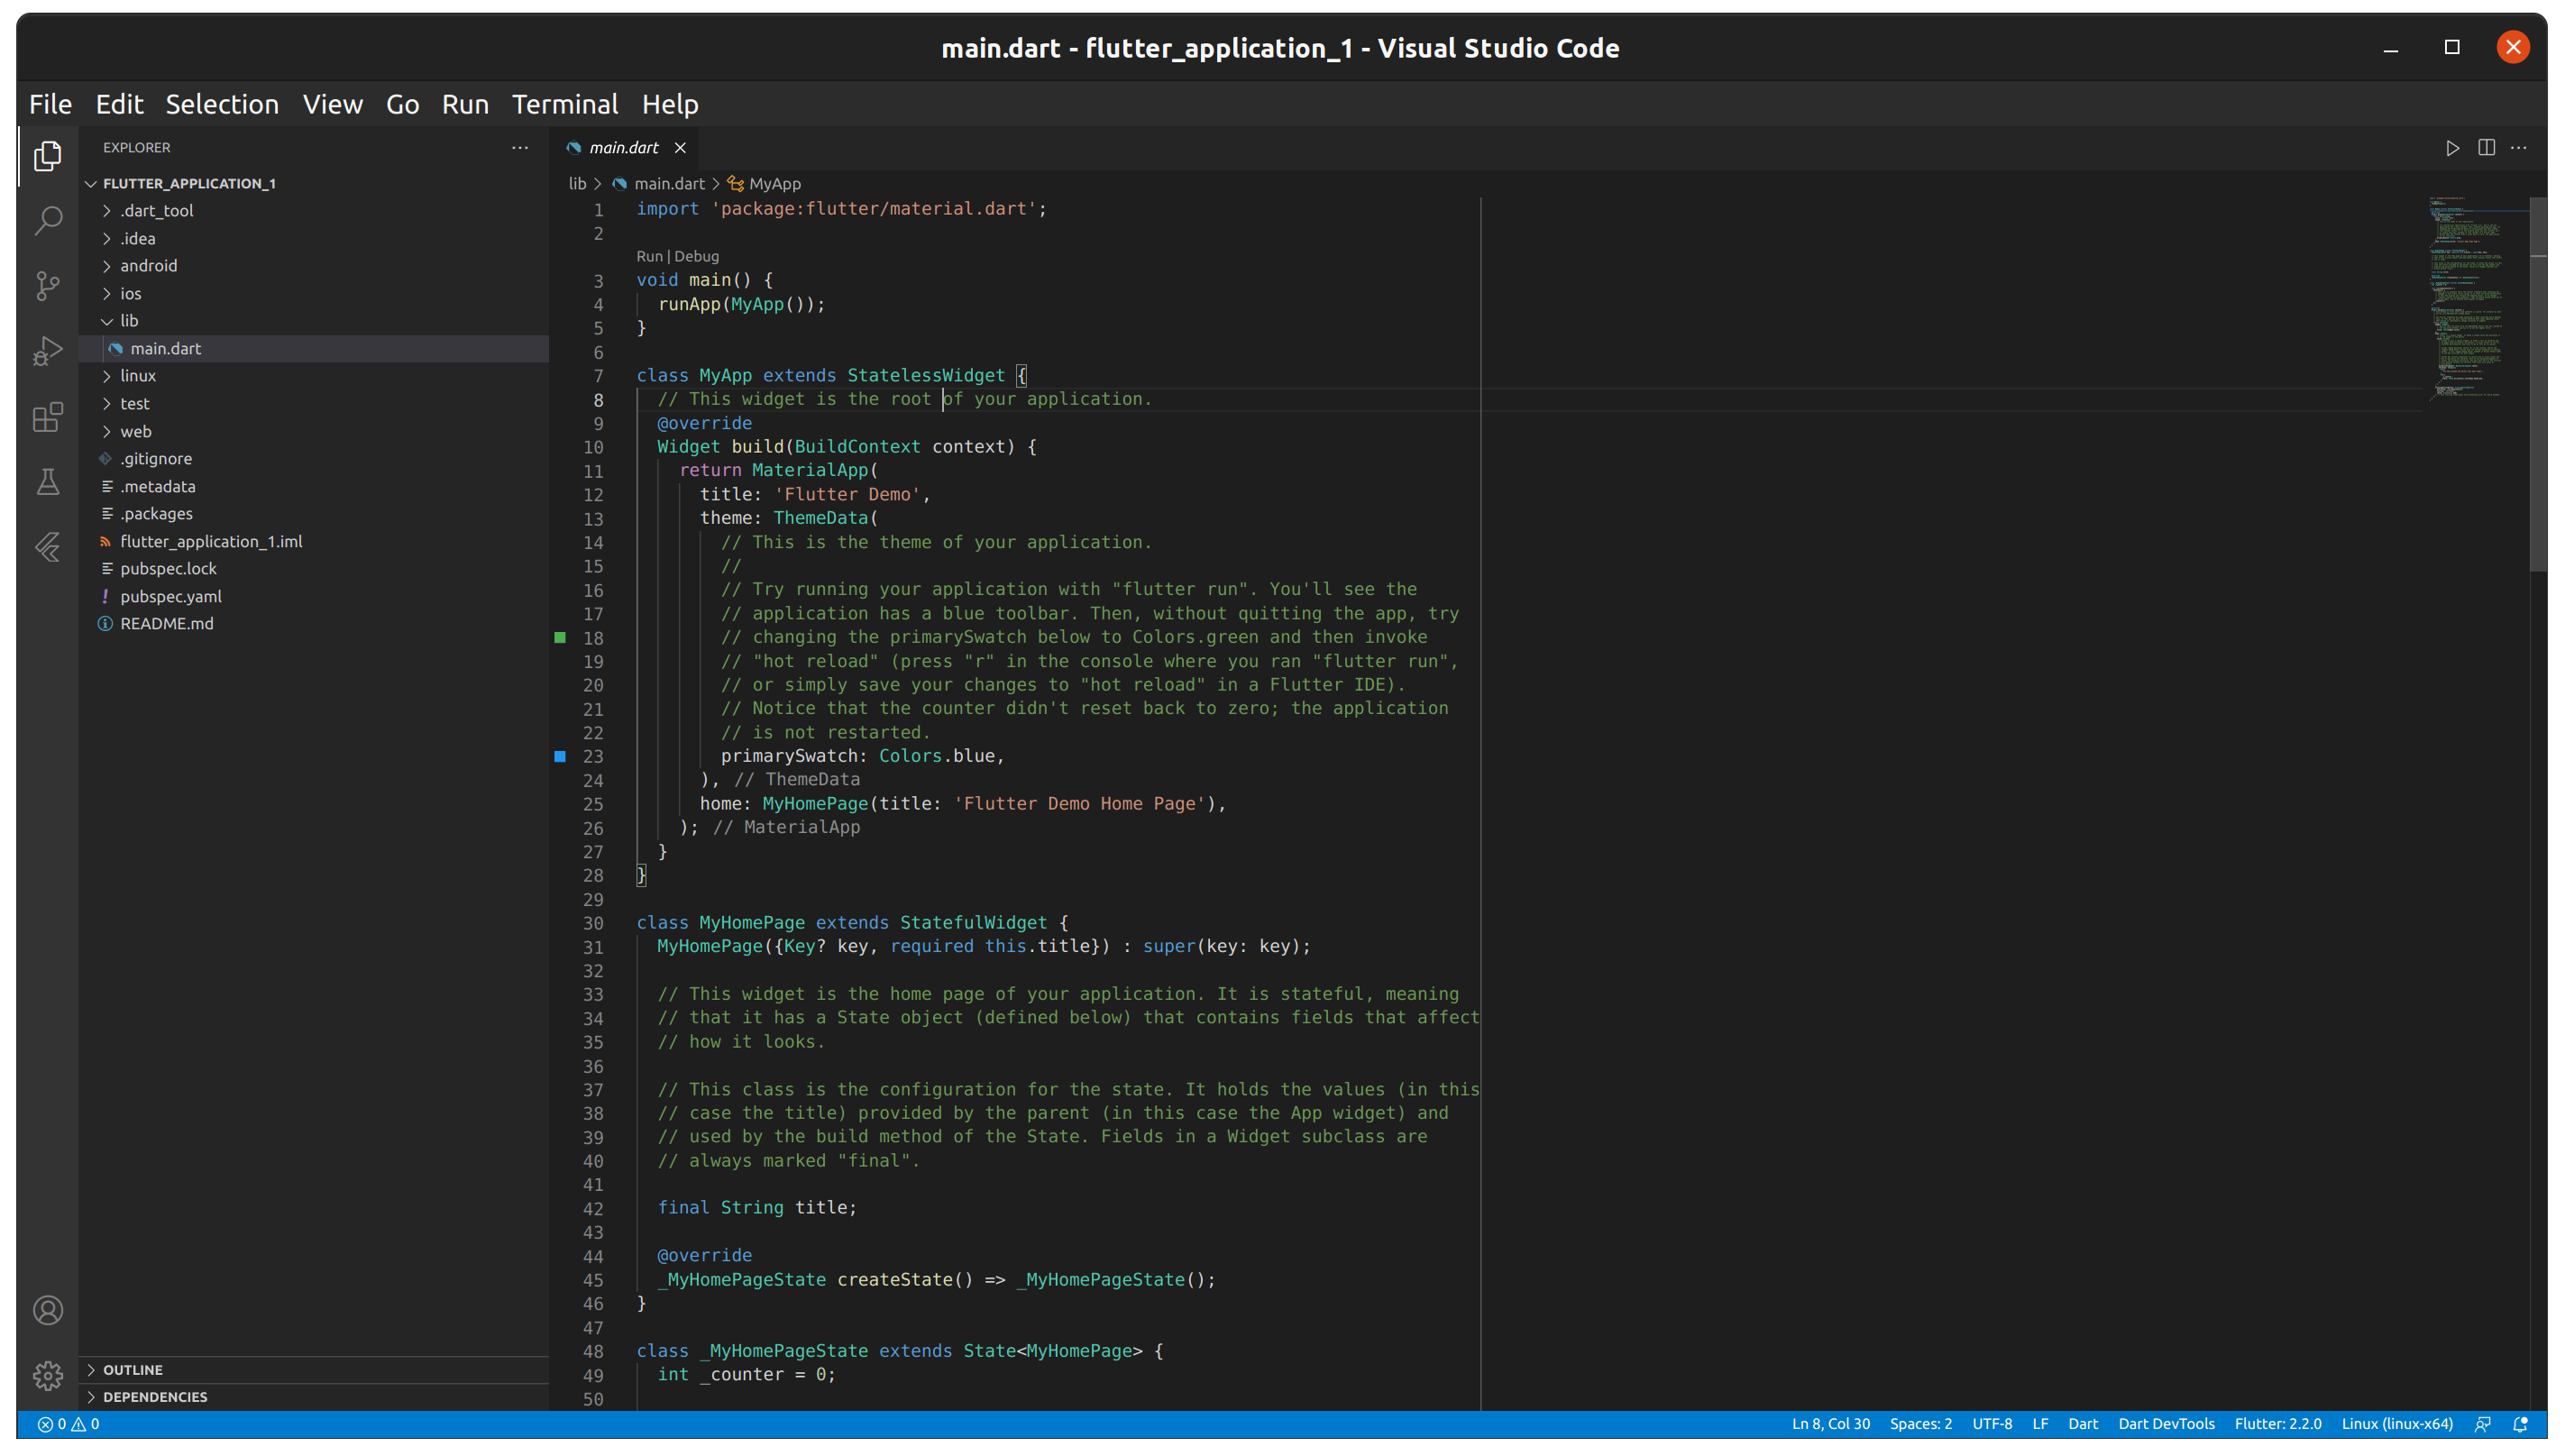 main.dart - flutter_application_1 - Visual Studio Code
File Edit Selection View Go Run Terminal Help
EXPLORER
FLUTTER_APPLICATION_1
.dart_tool
.idea
android
ios
lib
main.dart
linux
test
web
.gitignore
.metadata
.packages
flutter_application_1.iml
pubspec.lock
pubspec.yaml
README.md
OUTLINE
DEPENDENCIES
main.dart
lib > main.dart > MyApp
1 import 'package:flutter/material.dart';
2
Run | Debug
3 void main() {
4   runApp(MyApp());
5 }
6
7 class MyApp extends StatelessWidget {
8   // This widget is the root of your application.
9   @override
10   Widget build(BuildContext context) {
11     return MaterialApp(
12       title: 'Flutter Demo',
13       theme: ThemeData(
14         // This is the theme of your application.
15         //
16         // Try running your application with "flutter run". You'll see the
17         // application has a blue toolbar. Then, without quitting the app, try
18         // changing the primarySwatch below to Colors.green and then invoke
19         // "hot reload" (press "r" in the console where you ran "flutter run",
20         // or simply save your changes to "hot reload" in a Flutter IDE).
21         // Notice that the counter didn't reset back to zero; the application
22         // is not restarted.
23         primarySwatch: Colors.blue,
24       ), // ThemeData
25       home: MyHomePage(title: 'Flutter Demo Home Page'),
26     ); // MaterialApp
27   }
28 }
29
30 class MyHomePage extends StatefulWidget {
31   MyHomePage({Key? key, required this.title}) : super(key: key);
32
33   // This widget is the home page of your application. It is stateful, meaning
34   // that it has a State object (defined below) that contains fields that affect
35   // how it looks.
36
37   // This class is the configuration for the state. It holds the values (in this
38   // case the title) provided by the parent (in this case the App widget) and
39   // used by the build method of the State. Fields in a Widget subclass are
40   // always marked "final".
41
42   final String title;
43
44   @override
45   _MyHomePageState createState() => _MyHomePageState();
46 }
47
48 class _MyHomePageState extends State<MyHomePage> {
49   int _counter = 0;
50
0 0 Ln 8, Col 30 Spaces: 2 UTF-8 LF Dart Dart DevTools Flutter: 2.2.0 Linux (linux-x64)